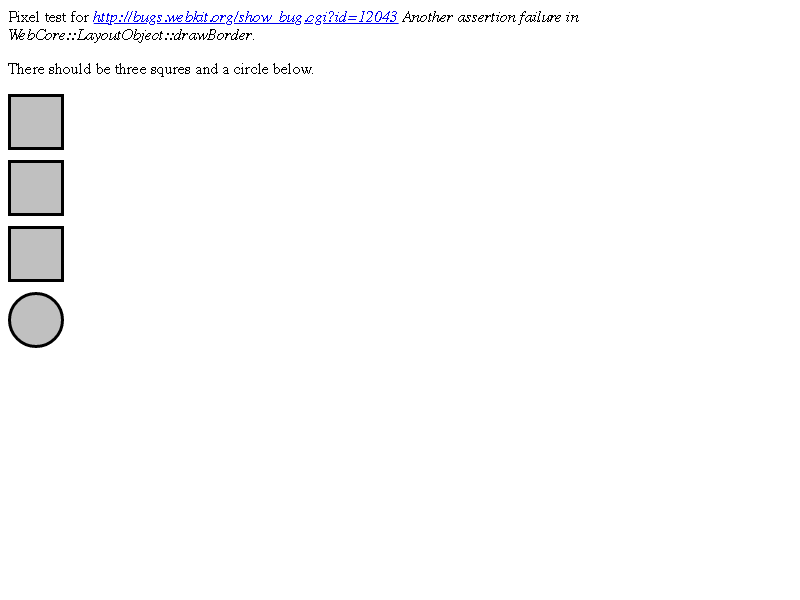 Pixel test for http://bugs.webkit.org/show_bug.cgi?id=12043 Another assertion failure in
WebCore::LayoutObject::drawBorder.
There should be three squres and a circle below.